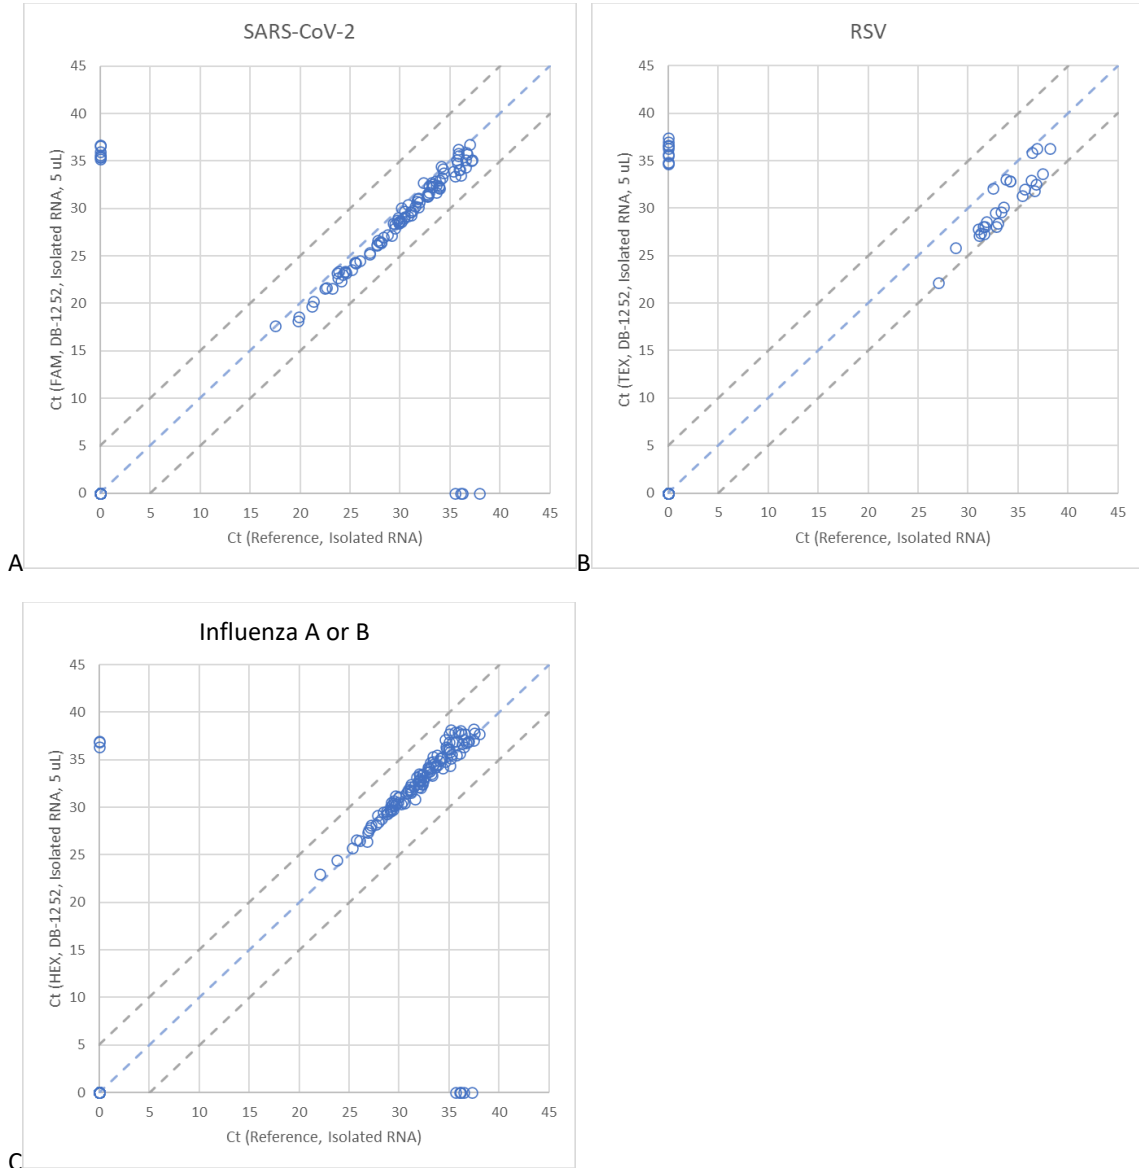 SARS-CoV-2
45
40
35
30
25
20
15
10
5
0
Ct (FAM, DB-1252, Isolated RNA, 5 uL)
0 5 10 15 20 25 30 35 40 45
Ct (Reference, Isolated RNA)
A
RSV
45
40
35
30
25
20
15
10
5
0
Ct (TEX, DB-1252, Isolated RNA, 5 uL)
0 5 10 15 20 25 30 35 40 45
Ct (Reference, Isolated RNA)
B
Influenza A or B
45
40
35
30
25
20
15
10
5
0
Ct (HEX, DB-1252, Isolated RNA, 5 uL)
0 5 10 15 20 25 30 35 40 45
Ct (Reference, Isolated RNA)
C